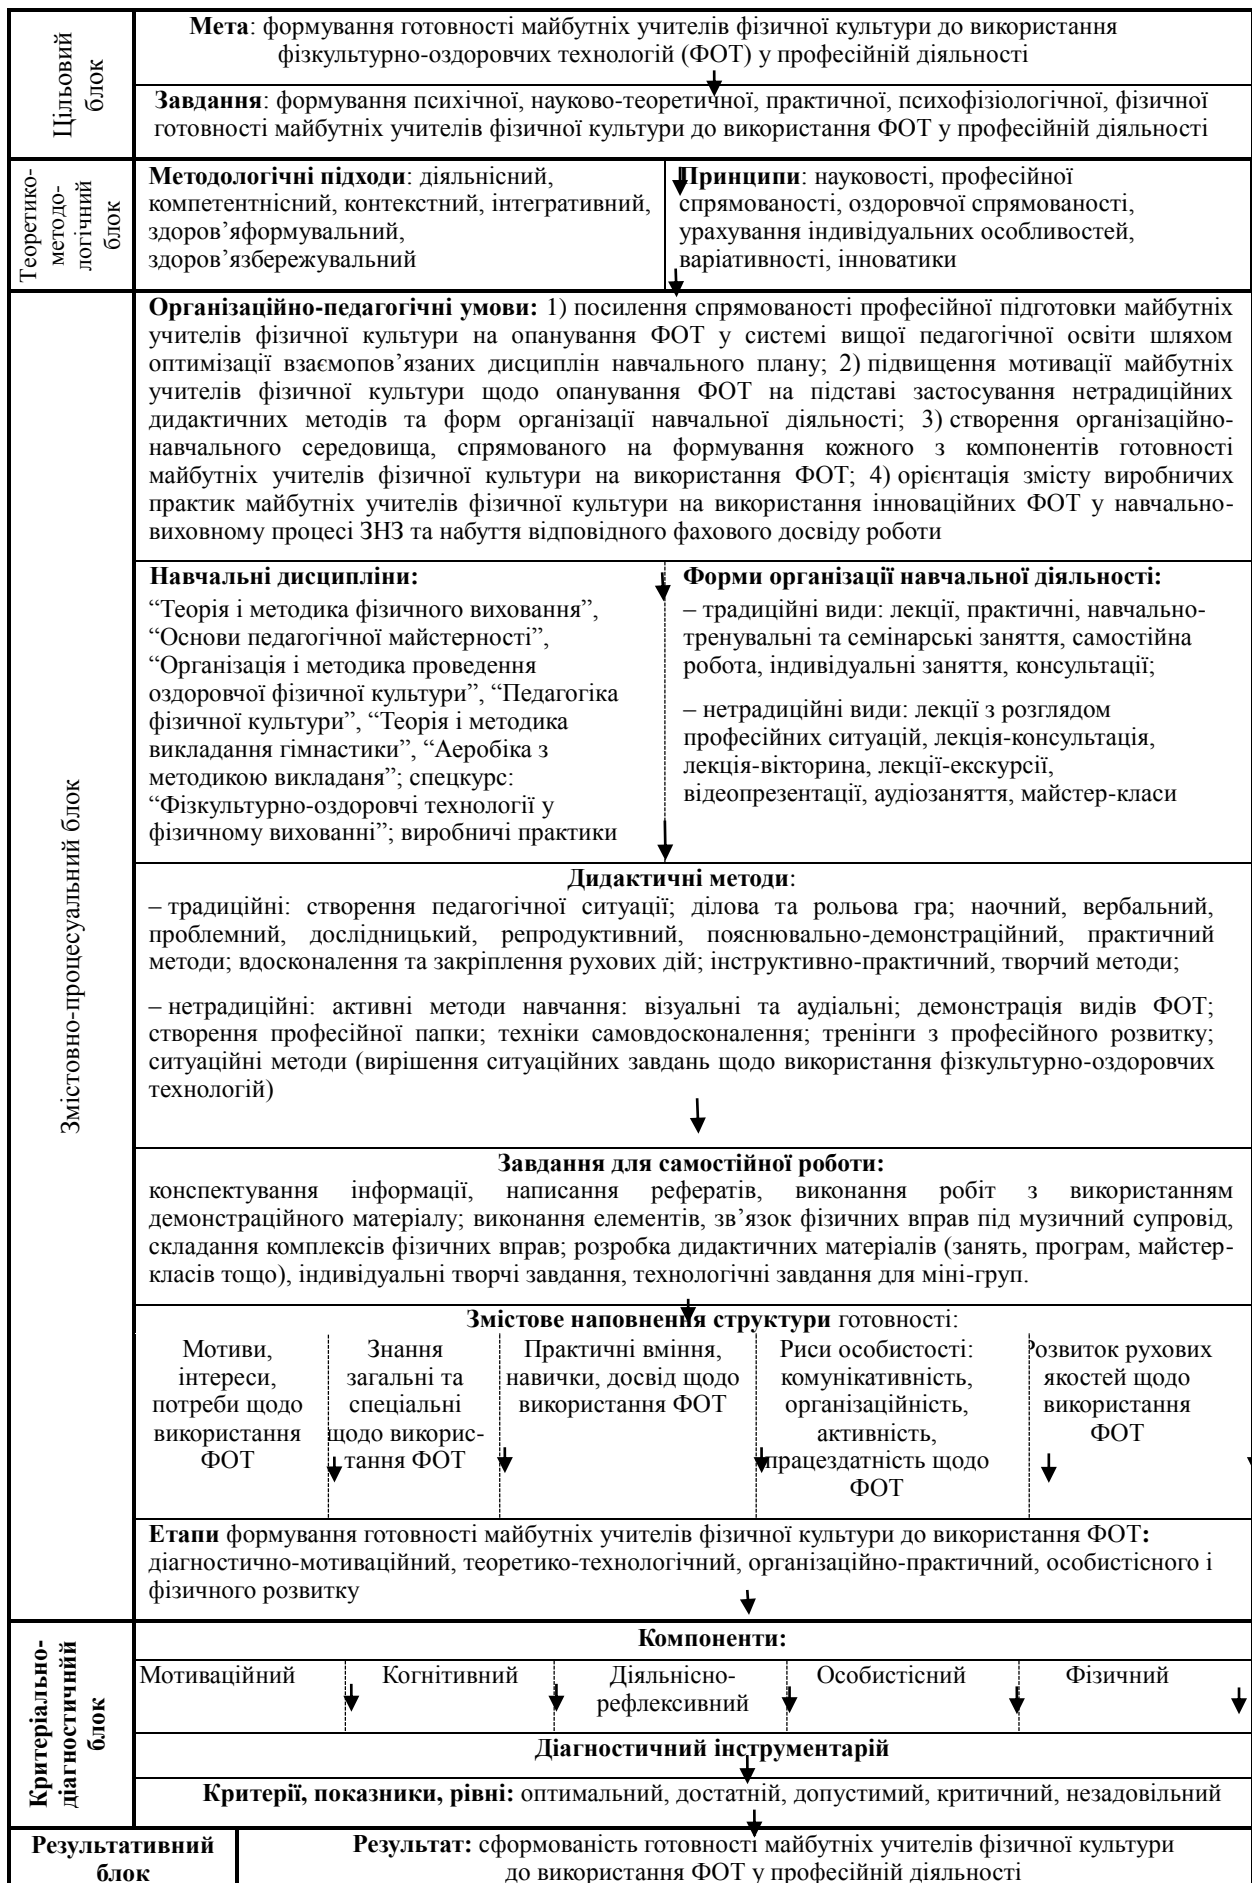 Цільовий
блок
Мета: формування готовності майбутніх учителів фізичної культури до використання
фізкультурно-оздоровчих технологій (ФОТ) у професійній діяльності
Завдання: формування психічної, науково-теоретичної, практичної, психофізіологічної, фізичної
готовності майбутніх учителів фізичної культури до використання ФОТ у професійній діяльності
Теоретико-
методо-
логічний
блок
Методологічні підходи: діяльнісний,
компетентнісний, контекстний, інтегративний,
здоров’яформувальний,
здоров’язбережувальний
Принципи: науковості, професійної
спрямованості, оздоровчої спрямованості,
урахування індивідуальних особливостей,
варіативності, інноватики
Змістовно-процесуальний блок
Організаційно-педагогічні умови: 1) посилення спрямованості професійної підготовки майбутніх
учителів фізичної культури на опанування ФОТ у системі вищої педагогічної освіти шляхом
оптимізації взаємопов’язаних дисциплін навчального плану; 2) підвищення мотивації майбутніх
учителів фізичної культури щодо опанування ФОТ на підставі застосування нетрадиційних
дидактичних методів та форм організації навчальної діяльності; 3) створення організаційно-
навчального середовища, спрямованого на формування кожного з компонентів готовності
майбутніх учителів фізичної культури на використання ФОТ; 4) орієнтація змісту виробничих
практик майбутніх учителів фізичної культури на використання інноваційних ФОТ у навчально-
виховному процесі ЗНЗ та набуття відповідного фахового досвіду роботи
Навчальні дисципліни:
“Теорія і методика фізичного виховання”,
“Основи педагогічної майстерності”,
“Організація і методика проведення
оздоровчої фізичної культури”, “Педагогіка
фізичної культури”, “Теорія і методика
викладання гімнастики”, “Аеробіка з
методикою викладаня”; спецкурс:
“Фізкультурно-оздоровчі технології у
фізичному вихованні”; виробничі практики
Форми організації навчальної діяльності:
– традиційні види: лекції, практичні, навчально-
тренувальні та семінарські заняття, самостійна
робота, індивідуальні заняття, консультації;
– нетрадиційні види: лекції з розглядом
професійних ситуацій, лекція-консультація,
лекція-вікторина, лекції-екскурсії,
відеопрезентації, аудіозаняття, майстер-класи
Дидактичні методи:
– традиційні: створення педагогічної ситуації; ділова та рольова гра; наочний, вербальний,
проблемний, дослідницький, репродуктивний, пояснювально-демонстраційний, практичний
методи; вдосконалення та закріплення рухових дій; інструктивно-практичний, творчий методи;
– нетрадиційні: активні методи навчання: візуальні та аудіальні; демонстрація видів ФОТ;
створення професійної папки; техніки самовдосконалення; тренінги з професійного розвитку;
ситуаційні методи (вирішення ситуаційних завдань щодо використання фізкультурно-оздоровчих
технологій)
Завдання для самостійної роботи:
конспектування інформації, написання рефератів, виконання робіт з використанням
демонстраційного матеріалу; виконання елементів, зв’язок фізичних вправ під музичний супровід,
складання комплексів фізичних вправ; розробка дидактичних матеріалів (занять, програм, майстер-
класів тощо), індивідуальні творчі завдання, технологічні завдання для міні-груп.
Змістове наповнення структури готовності:
Мотиви,
інтереси,
потреби щодо
використання
ФОТ
Знання
загальні та
спеціальні
щодо викорис-
тання ФОТ
Практичні вміння,
навички, досвід щодо
використання ФОТ
Риси особистості:
комунікативність,
організаційність,
активність,
працездатність щодо
ФОТ
Розвиток рухових
якостей щодо
використання
ФОТ
Етапи формування готовності майбутніх учителів фізичної культури до використання ФОТ:
діагностично-мотиваційний, теоретико-технологічний, організаційно-практичний, особистісного і
фізичного розвитку
Критеріально-
діагностичнйй
блок
Компоненти:
Мотиваційний
Когнітивний
Діяльнісно-
рефлексивний
Особистісний
Фізичний
Діагностичний інструментарій
Критерії, показники, рівні: оптимальний, достатній, допустимий, критичний, незадовільний
Результативний
блок
Результат: сформованість готовності майбутніх учителів фізичної культури
до використання ФОТ у професійній діяльності